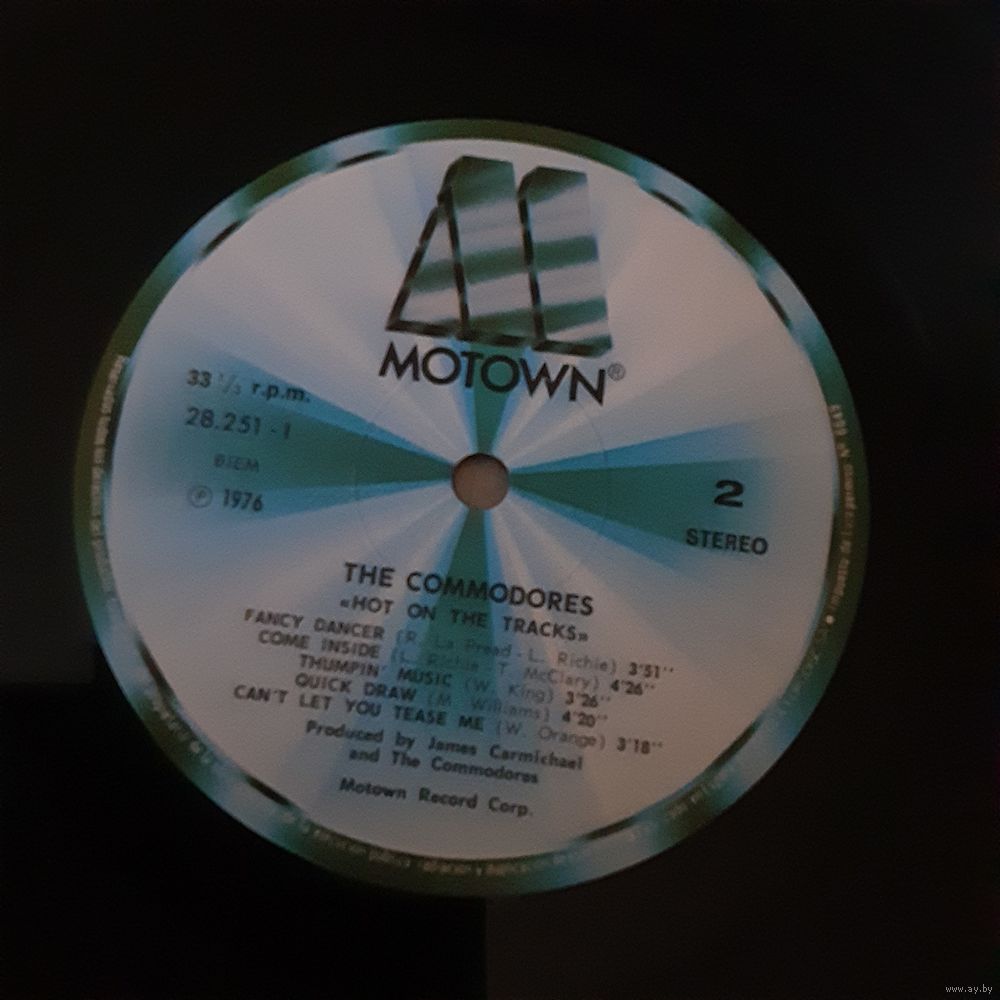 MOTOWN®
33 ⅓ r.p.m.
28.251 - I
BIEM
Ⓟ 1976
2
STEREO
THE COMMODORES
«HOT ON THE TRACKS»
FANCY DANCER (R. La Pread - L. Richie) 3'51''
COME INSIDE (L. Richie - T. McClary) 4'26''
THUMPIN' MUSIC (W. King) 3'26''
QUICK DRAW (M. Williams) 4'20''
CAN'T LET YOU TEASE ME (W. Orange) 3'18''
Produced by James Carmichael
and The Commodores
Motown Record Corp.
www.ay.by